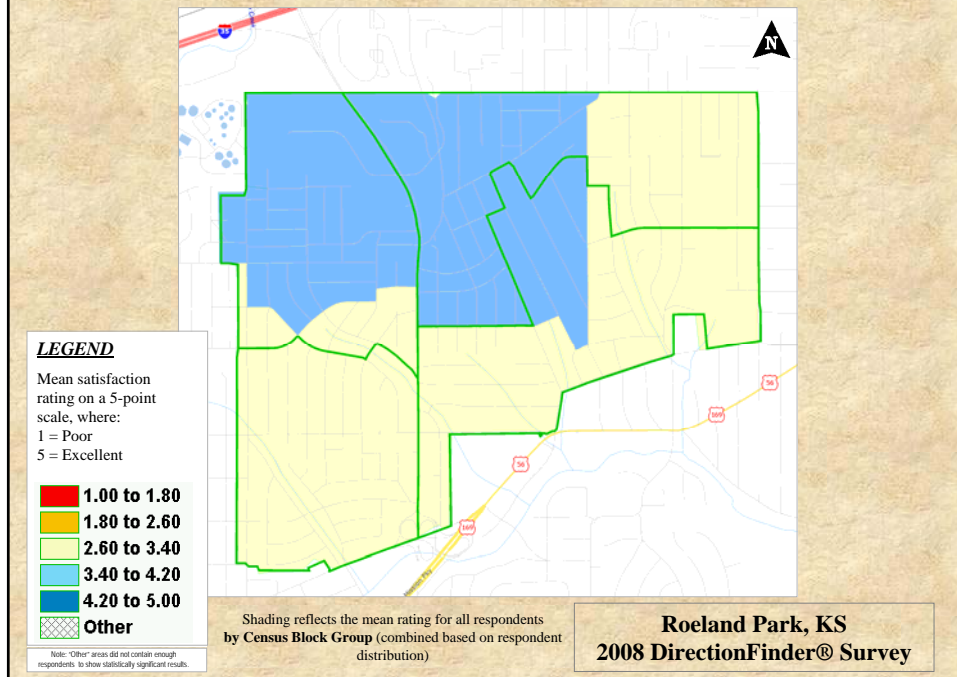 35
N
LEGEND
Mean satisfaction
rating on a 5-point
scale, where:
1 = Poor
5 = Excellent
1.00 to 1.80
1.80 to 2.60
2.60 to 3.40
3.40 to 4.20
4.20 to 5.00
Other
Note: "Other" areas did not contain enough
respondents to show statistically significant results.
56
169
56
169
Shading reflects the mean rating for all respondents
by Census Block Group (combined based on respondent
distribution)
Roeland Park, KS
2008 DirectionFinder® Survey